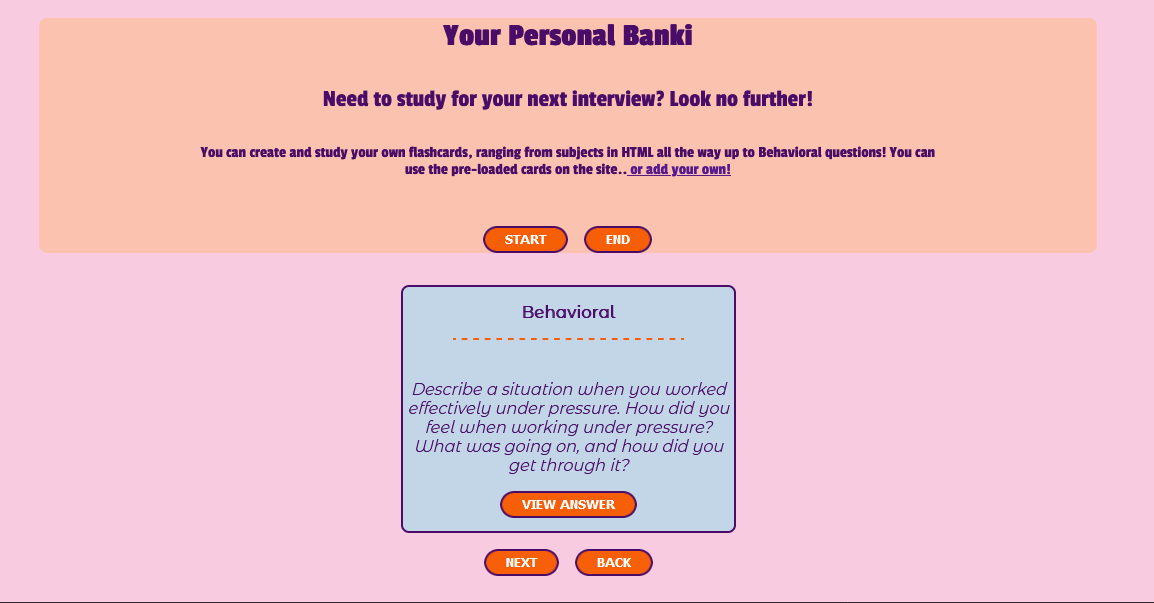 Your Personal Banki
Need to study for your next interview? Look no further!
You can create and study your own flashcards, ranging from subjects in HTML all the way up to Behavioral questions! You can
use the pre-loaded cards on the site.. or add your own!
START END
Behavioral
Describe a situation when you worked
effectively under pressure. How did you
feel when working under pressure?
What was going on, and how did you
get through it?
VIEW ANSWER
NEXT BACK